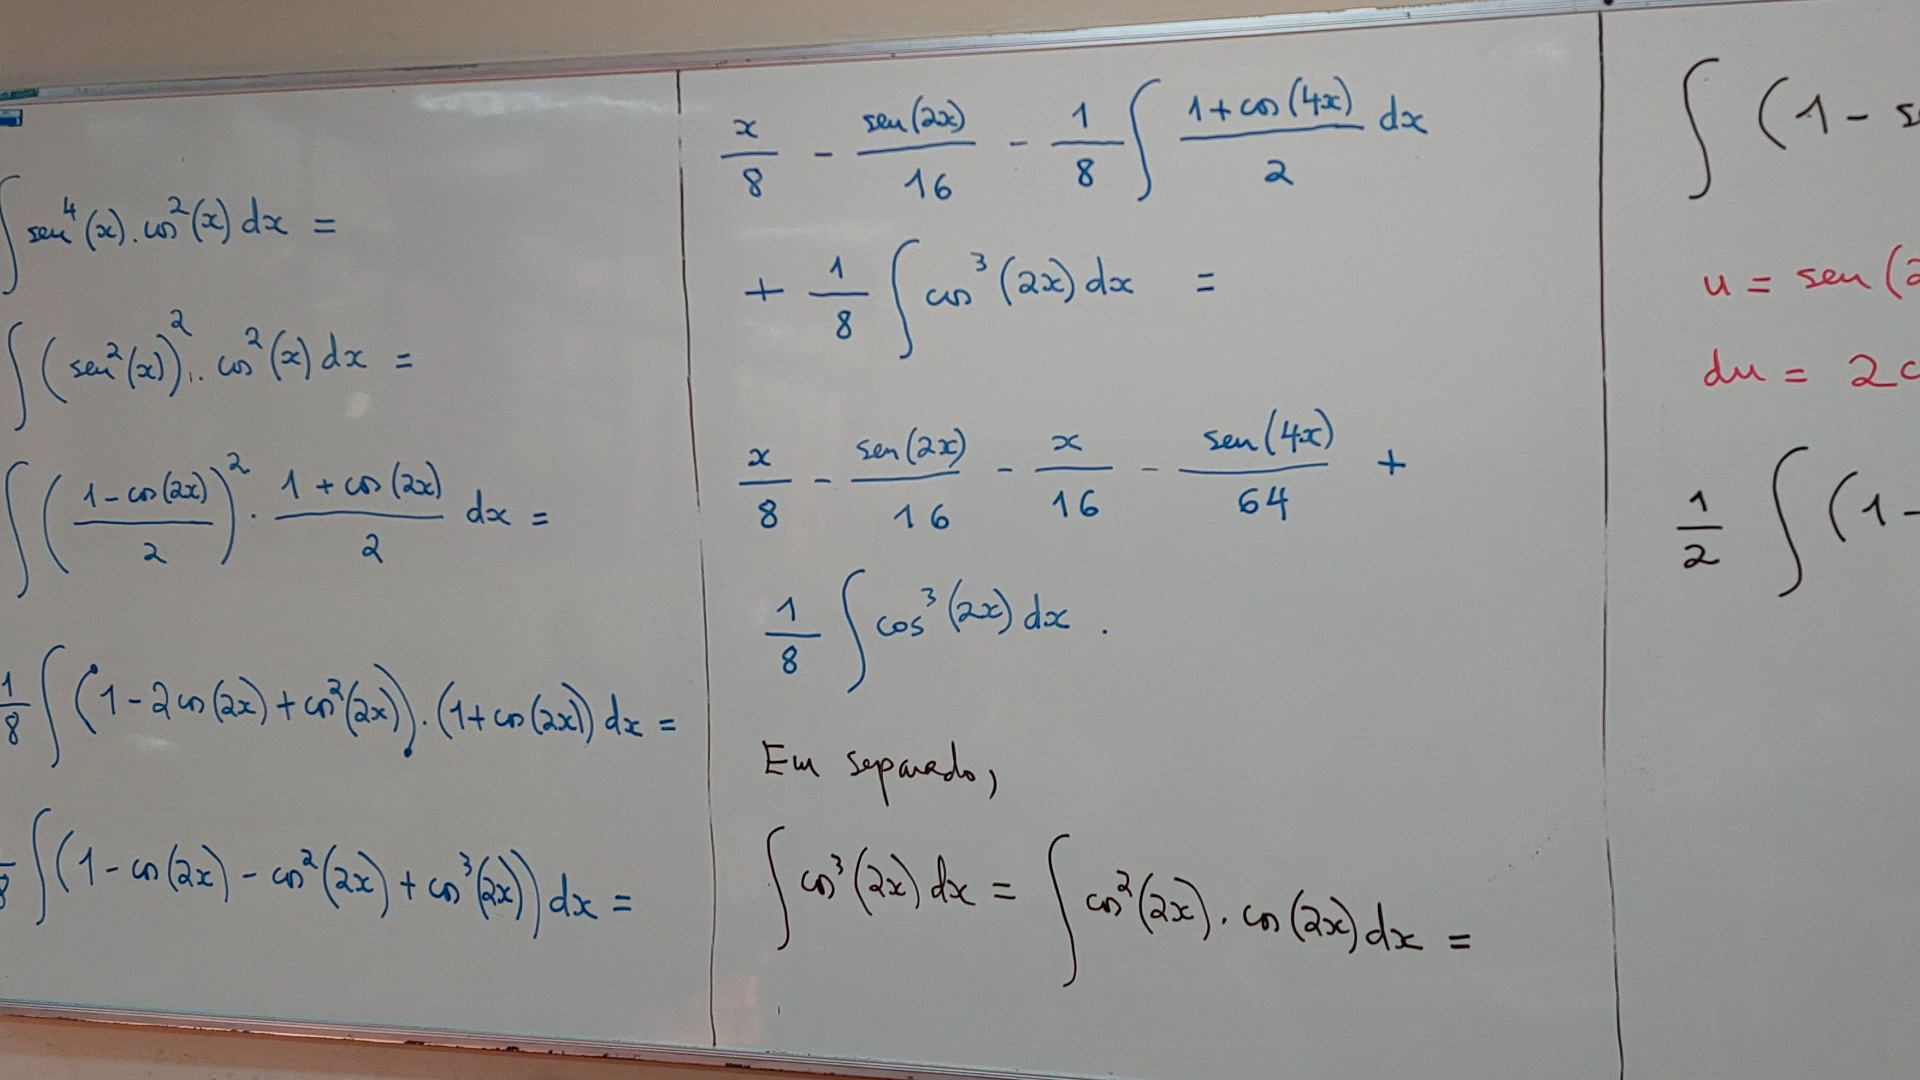 ∫ sen⁴(x) . cos²(x) dx =
∫ (sen²(x))² . cos²(x) dx =
∫ ((1 - cos(2x))/2)² . (1 + cos(2x))/2 dx =
1/8 ∫ (1 - 2cos(2x) + cos²(2x)) . (1 + cos(2x)) dx =
∫ (1 - cos(2x) - cos²(2x) + cos³(2x)) dx =
x/8 - sen(2x)/16 - 1/8 ∫ (1 + cos(4x))/2 dx
+ 1/8 ∫ cos³(2x) dx =
x/8 - sen(2x)/16 - x/16 - sen(4x)/64 +
1/8 ∫ cos³(2x) dx .
Em separado,
∫ cos³(2x) dx = ∫ cos²(2x) . cos(2x) dx =
∫ (1 -
u = sen(2
du = 2
1/2 ∫ (1 -